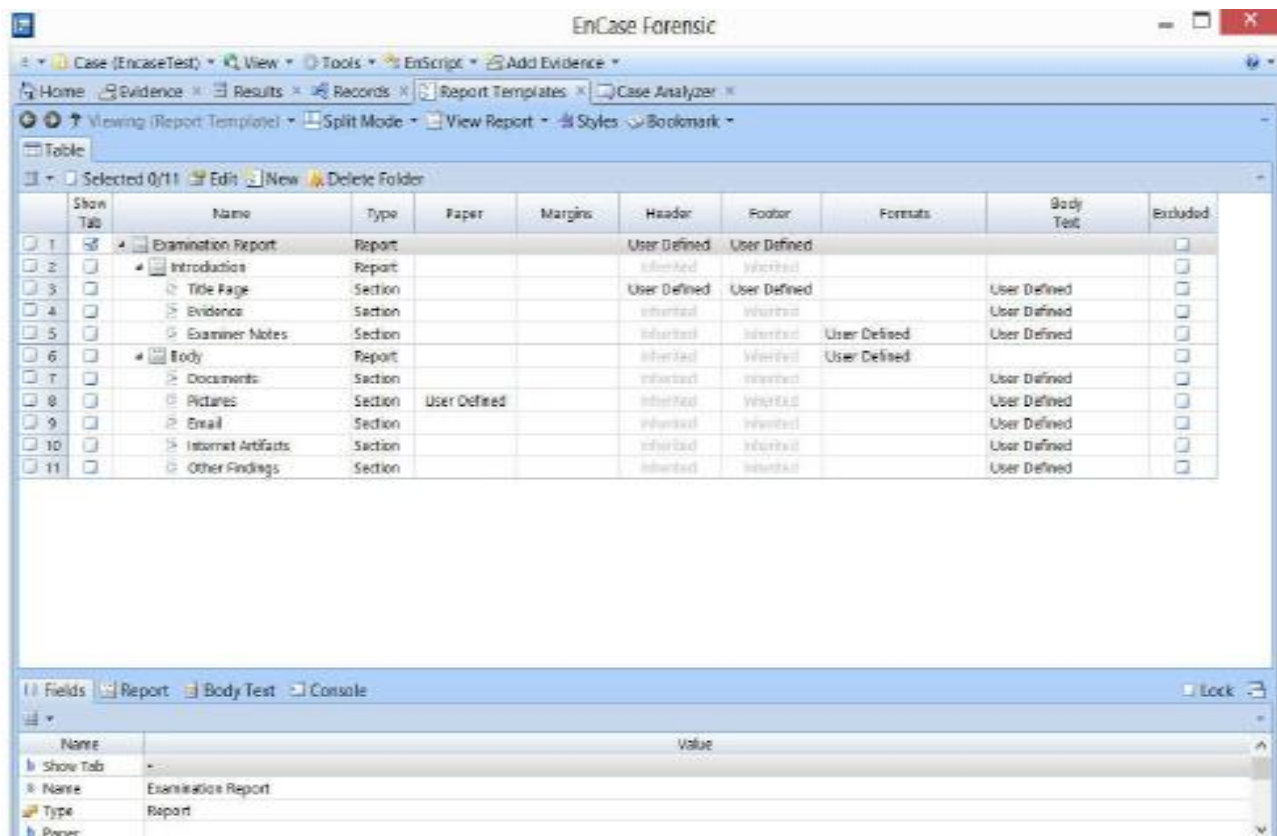 EnCase Forensic
Case (EncaseTest) View Tools EnScript Add Evidence
Home Evidence Results Records Report Templates Case Analyzer
Viewing (Report Template) Split Mode View Report Styles Bookmark
Table
Selected 0/11 Edit New Delete Folder
Show Tab Name Type Paper Margins Header Footer Formats Body Text Excluded
1 Examination Report Report User Defined User Defined
2 Introduction Report Inherited Inherited
3 Title Page Section User Defined User Defined User Defined
4 Evidence Section Inherited Inherited User Defined
5 Examiner Notes Section Inherited Inherited User Defined User Defined
6 Body Report Inherited Inherited User Defined
7 Documents Section Inherited Inherited User Defined
8 Pictures Section User Defined Inherited Inherited User Defined
9 Email Section Inherited Inherited User Defined
10 Internet Artifacts Section Inherited Inherited User Defined
11 Other Findings Section Inherited Inherited User Defined
Fields Report Body Text Console Lock
Name Value
Show Tab
Name Examination Report
Type Report
Paper